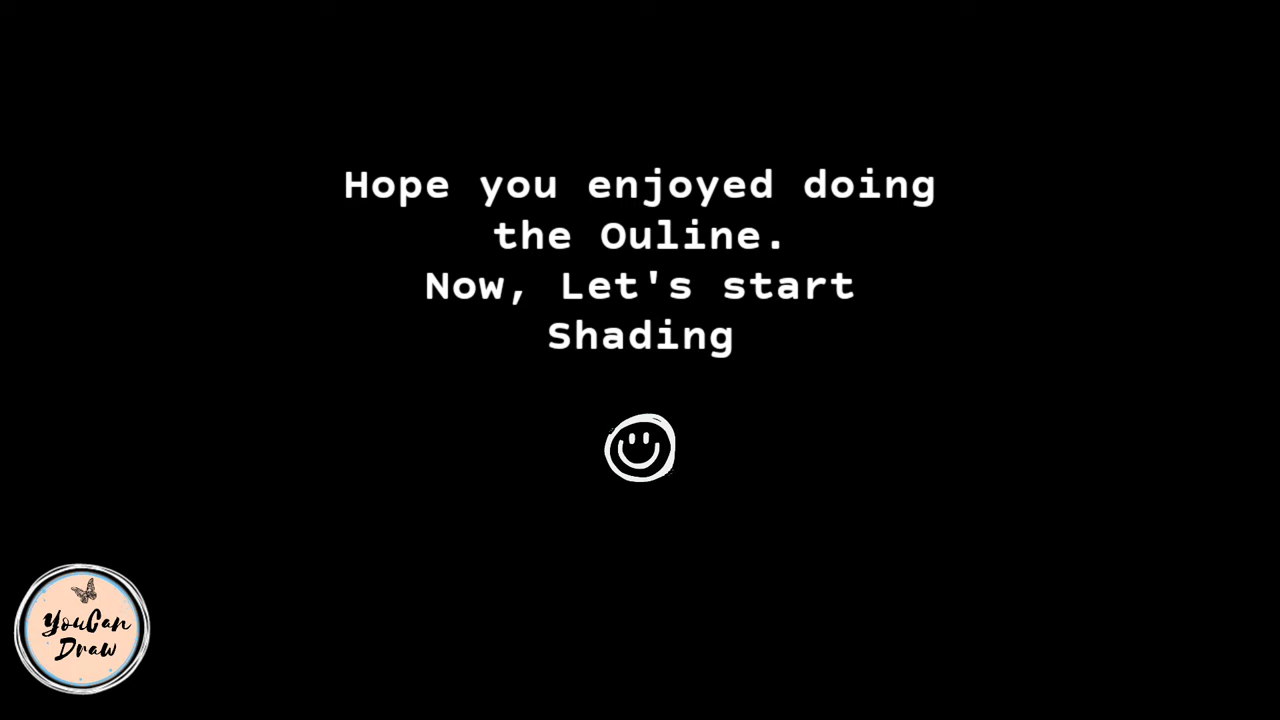 Hope you enjoyed doing
the Ouline.
Now, Let's start
Shading
YouCan
Draw